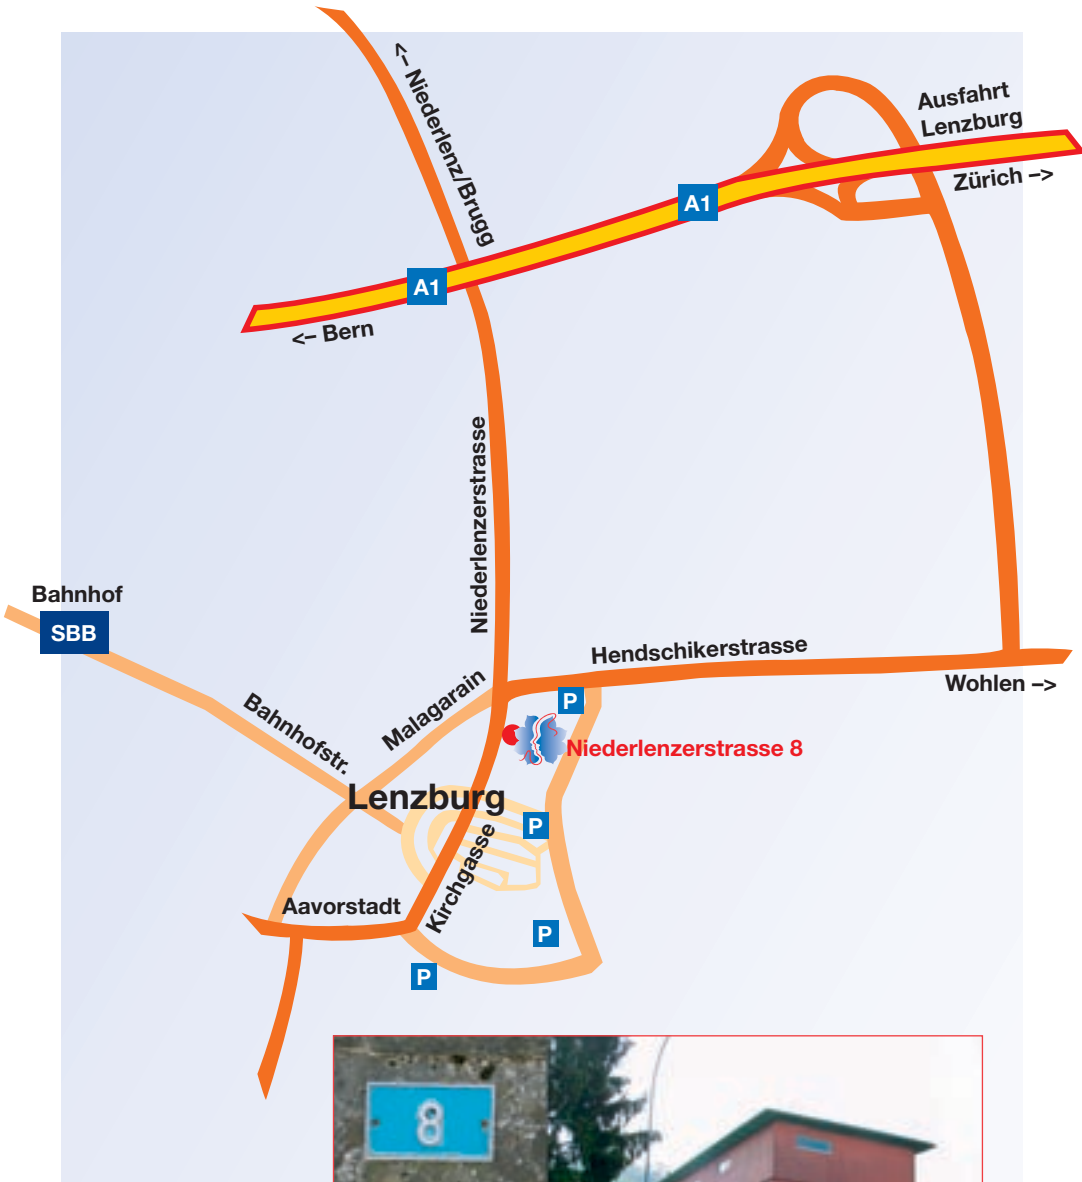 <– Niederlenz/Brugg
Ausfahrt
Lenzburg
Zürich –>
A1
A1
<– Bern
Niederlenzerstrasse
Bahnhof
SBB
Hendschikerstrasse
Wohlen –>
Malagarain
Bahnhofstr.
P
Niederlenzerstrasse 8
Lenzburg
P
Kirchgasse
Aavorstadt
P
P
8